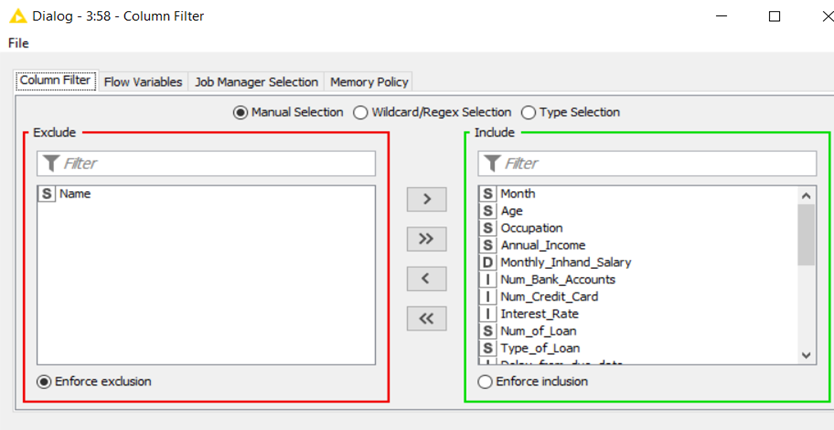 Dialog - 3:58 - Column Filter
File
Column Filter Flow Variables Job Manager Selection Memory Policy
Manual Selection Wildcard/Regex Selection Type Selection
Exclude
Filter
S Name
Enforce exclusion
>
>>
<
<<
Include
Filter
S Month
S Age
S Occupation
S Annual_Income
D Monthly_Inhand_Salary
I Num_Bank_Accounts
I Num_Credit_Card
I Interest_Rate
S Num_of_Loan
S Type_of_Loan
I Delay_from_due_date
Enforce inclusion